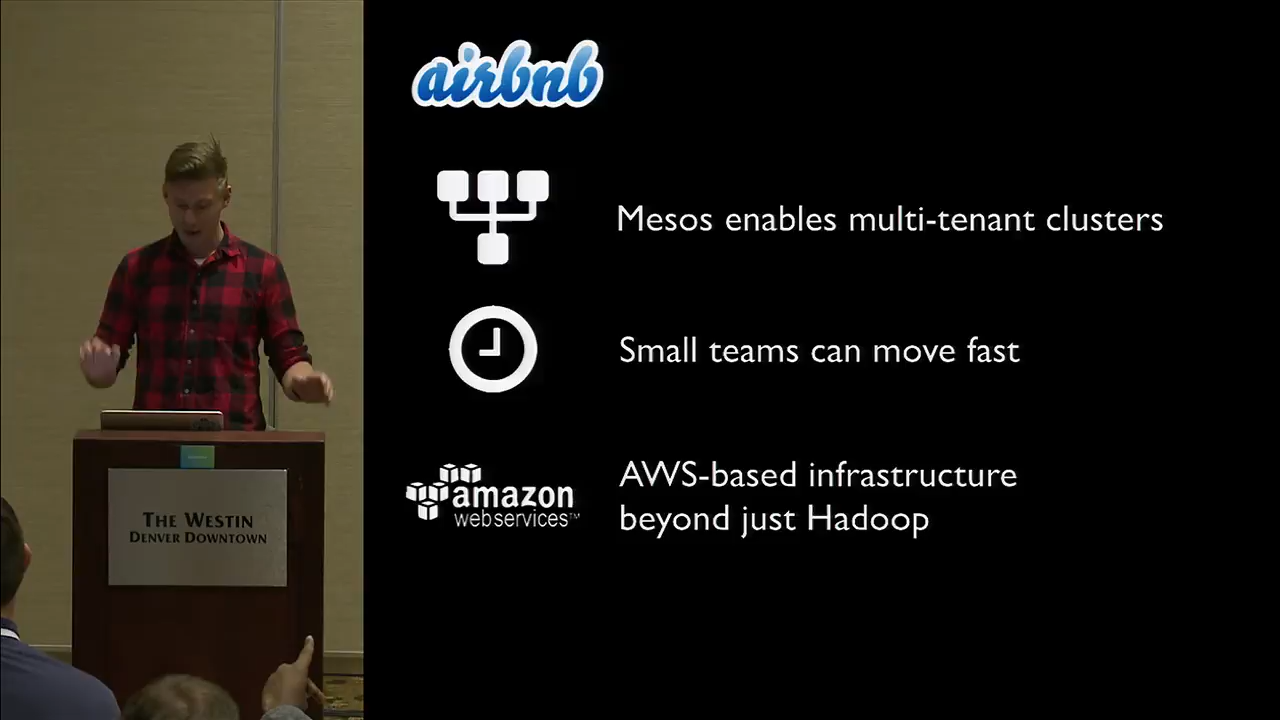 airbnb
Mesos enables multi-tenant clusters
Small teams can move fast
amazon
webservices™
AWS-based infrastructure
beyond just Hadoop
THE WESTIN
DENVER DOWNTOWN